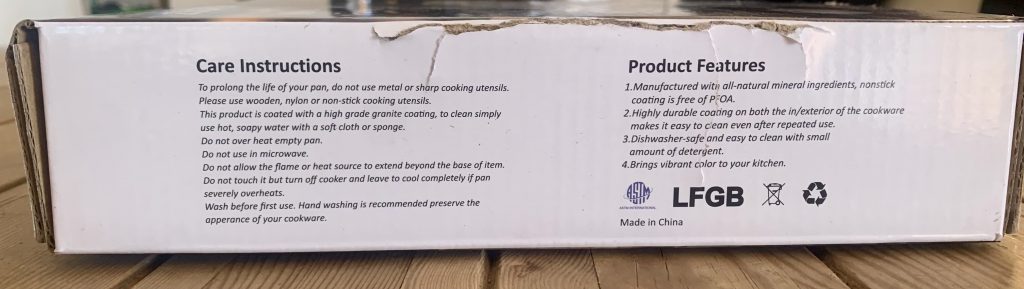 Care Instructions
To prolong the life of your pan, do not use metal or sharp cooking utensils.
Please use wooden, nylon or non-stick cooking utensils.
This product is coated with a high grade granite coating, to clean simply
use hot, soapy water with a soft cloth or sponge.
Do not over heat empty pan.
Do not use in microwave.
Do not allow the flame or heat source to extend beyond the base of item.
Do not touch it but turn off cooker and leave to cool completely if pan
severely overheats.
Wash before first use. Hand washing is recommended preserve the
apperance of your cookware.
Product Features
1.Manufactured with all-natural mineral ingredients, nonstick
coating is free of PFOA.
2.Highly durable coating on both the in/exterior of the cookware
makes it easy to clean even after repeated use.
3.Dishwasher-safe and easy to clean with small
amount of detergent.
4.Brings vibrant color to your kitchen.
ASTM
ASTM INTERNATIONAL
LFGB
Made in China